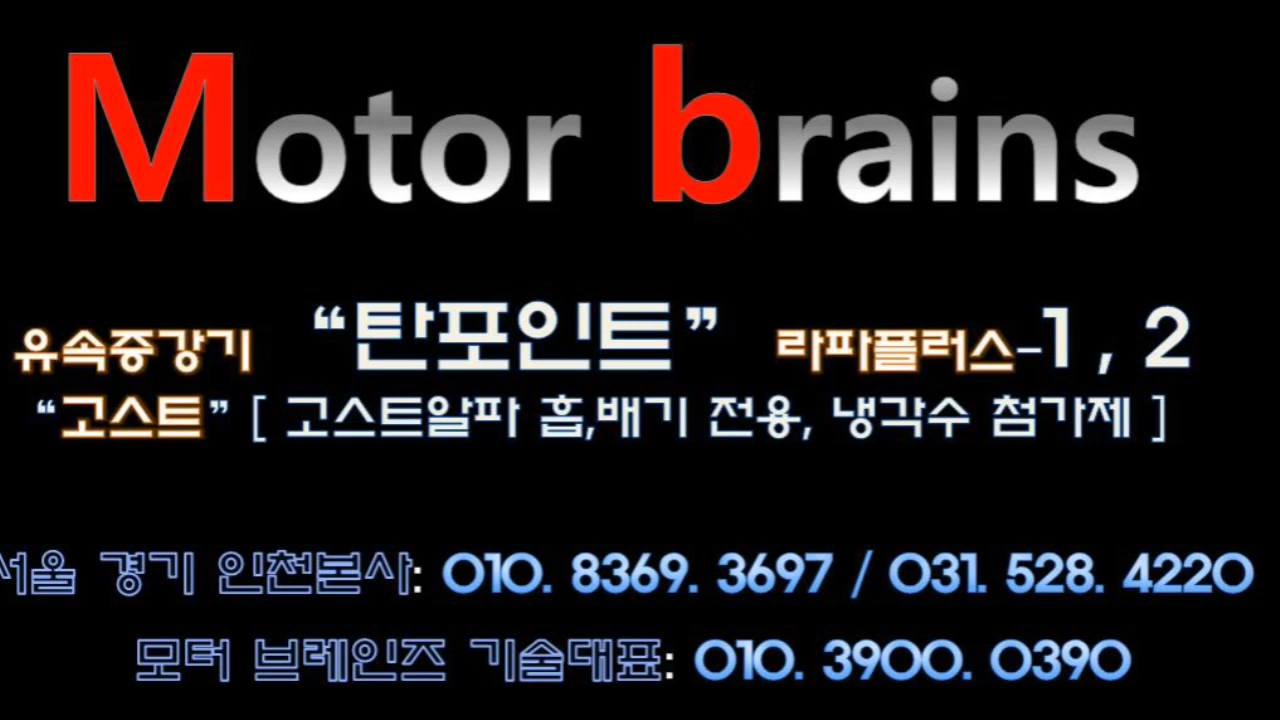 Motor brains
유속증강기 “탄포인트” 라파플러스-1 , 2
“고스트” [ 고스트알파 흡,배기 전용, 냉각수 첨가제 ]
서울 경기 인천본사: 010. 8369. 3697 / 031. 528. 4220
모터 브레인즈 기술대표: 010. 3900. 0390